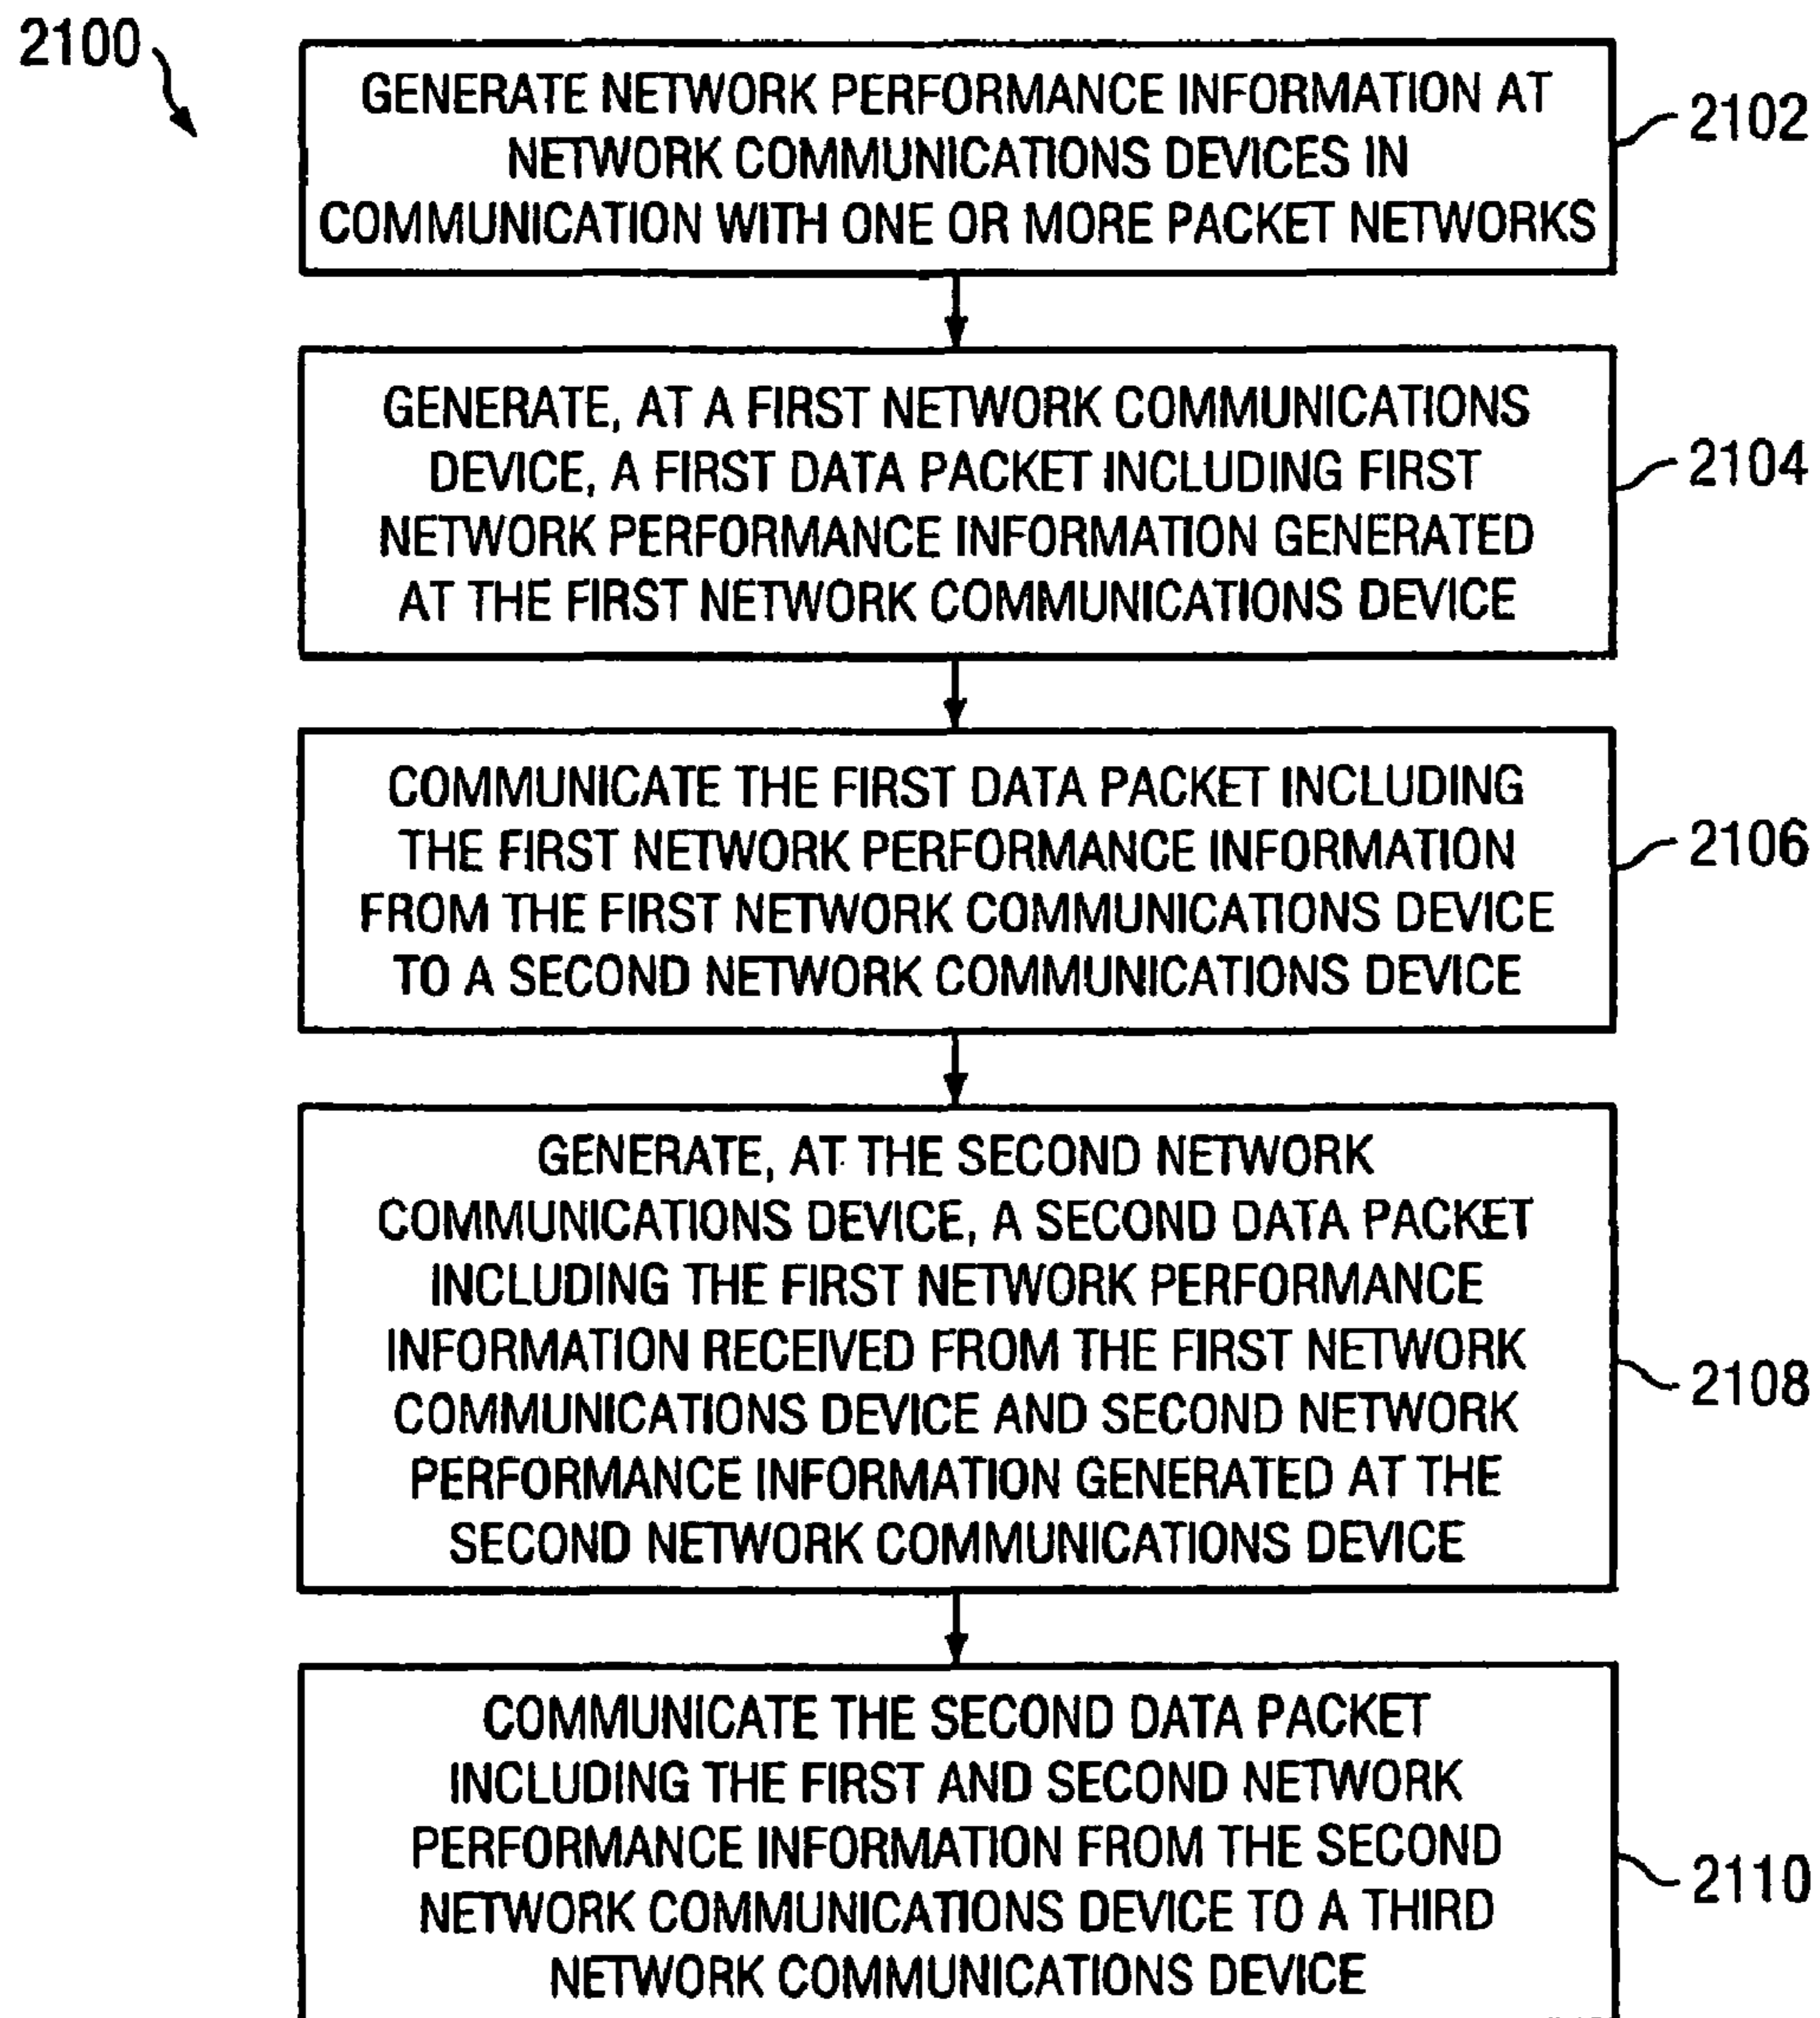 2100
GENERATE NETWORK PERFORMANCE INFORMATION AT
NETWORK COMMUNICATIONS DEVICES IN
COMMUNICATION WITH ONE OR MORE PACKET NETWORKS
2102
GENERATE, AT A FIRST NETWORK COMMUNICATIONS
DEVICE, A FIRST DATA PACKET INCLUDING FIRST
NETWORK PERFORMANCE INFORMATION GENERATED
AT THE FIRST NETWORK COMMUNICATIONS DEVICE
2104
COMMUNICATE THE FIRST DATA PACKET INCLUDING
THE FIRST NETWORK PERFORMANCE INFORMATION
FROM THE FIRST NETWORK COMMUNICATIONS DEVICE
TO A SECOND NETWORK COMMUNICATIONS DEVICE
2106
GENERATE, AT THE SECOND NETWORK
COMMUNICATIONS DEVICE, A SECOND DATA PACKET
INCLUDING THE FIRST NETWORK PERFORMANCE
INFORMATION RECEIVED FROM THE FIRST NETWORK
COMMUNICATIONS DEVICE AND SECOND NETWORK
PERFORMANCE INFORMATION GENERATED AT THE
SECOND NETWORK COMMUNICATIONS DEVICE
2108
COMMUNICATE THE SECOND DATA PACKET
INCLUDING THE FIRST AND SECOND NETWORK
PERFORMANCE INFORMATION FROM THE SECOND
NETWORK COMMUNICATIONS DEVICE TO A THIRD
NETWORK COMMUNICATIONS DEVICE
2110